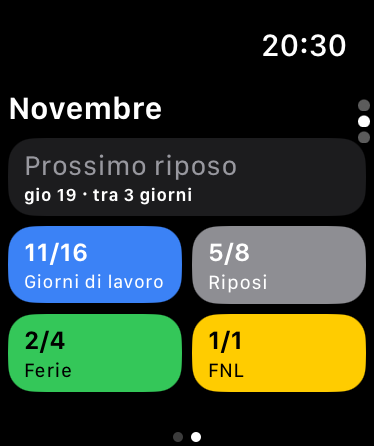 20:30
Novembre
Prossimo riposo
gio 19 · tra 3 giorni
11/16
Giorni di lavoro
5/8
Riposi
2/4
Ferie
1/1
FNL